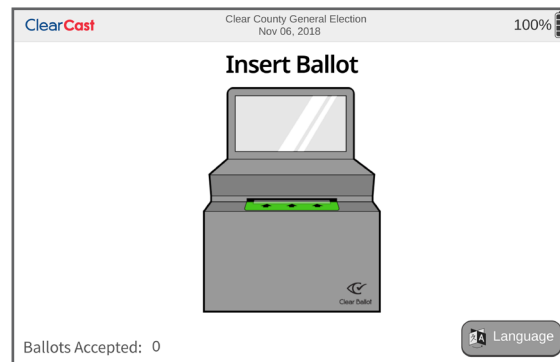 ClearCast
Clear County General Election
Nov 06, 2018
100%
Insert Ballot
Clear Ballot
Ballots Accepted: 0
Language